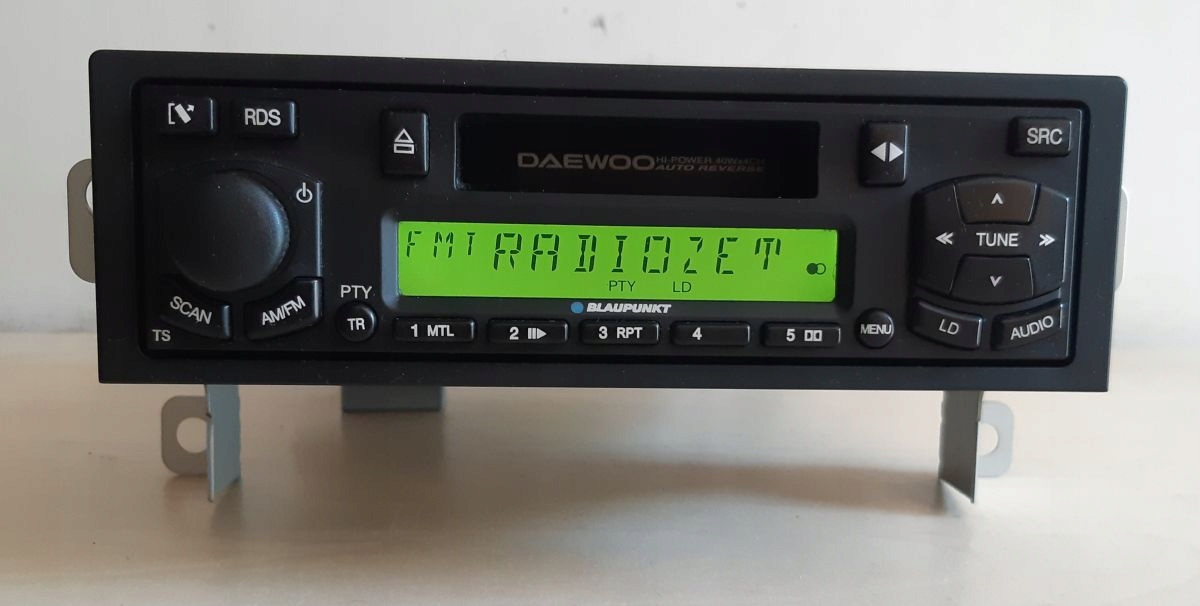 RDS
SRC
DAEWOO HI-POWER 40Wx4CH
AUTO REVERSE
FMT RADIOZET
PTY LD
BLAUPUNKT
TUNE
SCAN AM/FM
TS
PTY
TR
1 MTL 2 3 RPT 4 5
MENU
LD AUDIO